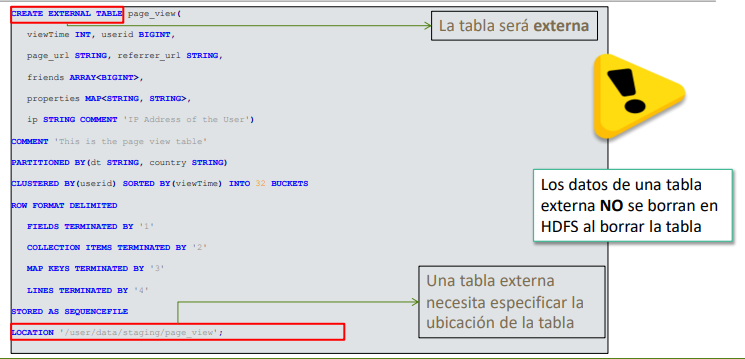 CREATE EXTERNAL TABLE page_view(
viewTime INT, userid BIGINT,
page_url STRING, referrer_url STRING,
friends ARRAY<BIGINT>,
properties MAP<STRING, STRING>,
ip STRING COMMENT 'IP Address of the User')
COMMENT 'This is the page view table'
PARTITIONED BY(dt STRING, country STRING)
CLUSTERED BY(userid) SORTED BY(viewTime) INTO 32 BUCKETS
ROW FORMAT DELIMITED
FIELDS TERMINATED BY '1'
COLLECTION ITEMS TERMINATED BY '2'
MAP KEYS TERMINATED BY '3'
LINES TERMINATED BY '4'
STORED AS SEQUENCEFILE
LOCATION '/user/data/staging/page_view';
La tabla será externa
Los datos de una tabla
externa NO se borran en
HDFS al borrar la tabla
Una tabla externa
necesita especificar la
ubicación de la tabla